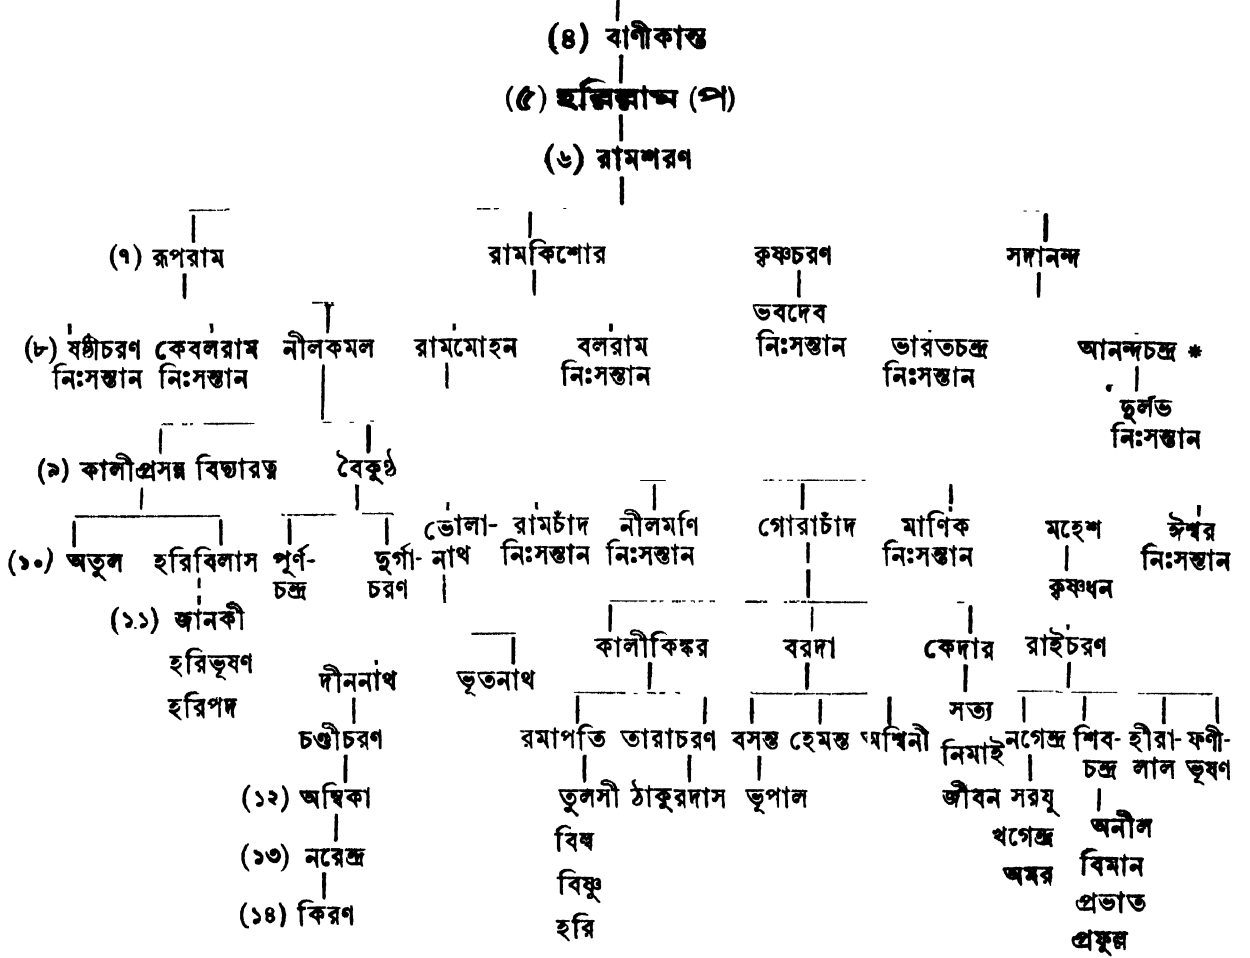 (৪) বাণীকান্ত
(৫) হরিরাম (প)
(৬) রামশরণ
(৭) রূপরাম রামকিশোর কৃষ্ণচরণ সদানন্দ
ভবদেব
(৮) ষষ্ঠীচরণ কেবলরাম নীলকমল রামমোহন বলরাম নিঃসন্তান ভারতচন্দ্র আনন্দচন্দ্র *
নিঃসন্তান নিঃসন্তান নিঃসন্তান নিঃসন্তান
দুর্লভ
নিঃসন্তান
(৯) কালীপ্রসন্ন বিদ্যারত্ন বৈকুণ্ঠ
ভোলা- রামচাঁদ নীলমণি গোরাচাঁদ মাণিক মহেশ ঈশ্বর
(১০) অতুল হরিবিলাস পূর্ণ- দুর্গা- নাথ নিঃসন্তান নিঃসন্তান নিঃসন্তান নিঃসন্তান
চন্দ্র চরণ কৃষ্ণধন
(১১) জানকী
কালীকিঙ্কর বরদা কেদার রাইচরণ
হরিভূষণ
দীননাথ ভূতনাথ
হরিপদ সত্য
চণ্ডীচরণ রমাপতি তারাচরণ বসন্ত হেমন্ত অশ্বিনী নিমাই নগেন্দ্র শিব- হীরা- ফণী-
চন্দ্র লাল ভূষণ
(১২) অম্বিকা তুলসী ঠাকুরদাস ভূপাল জীবন সরযূ
বিল্ব খগেন্দ্র অনীল
(১৩) নরেন্দ্র অমর বিমান
বিষ্ণু প্রভাত
(১৪) কিরণ হরি প্রফুল্ল